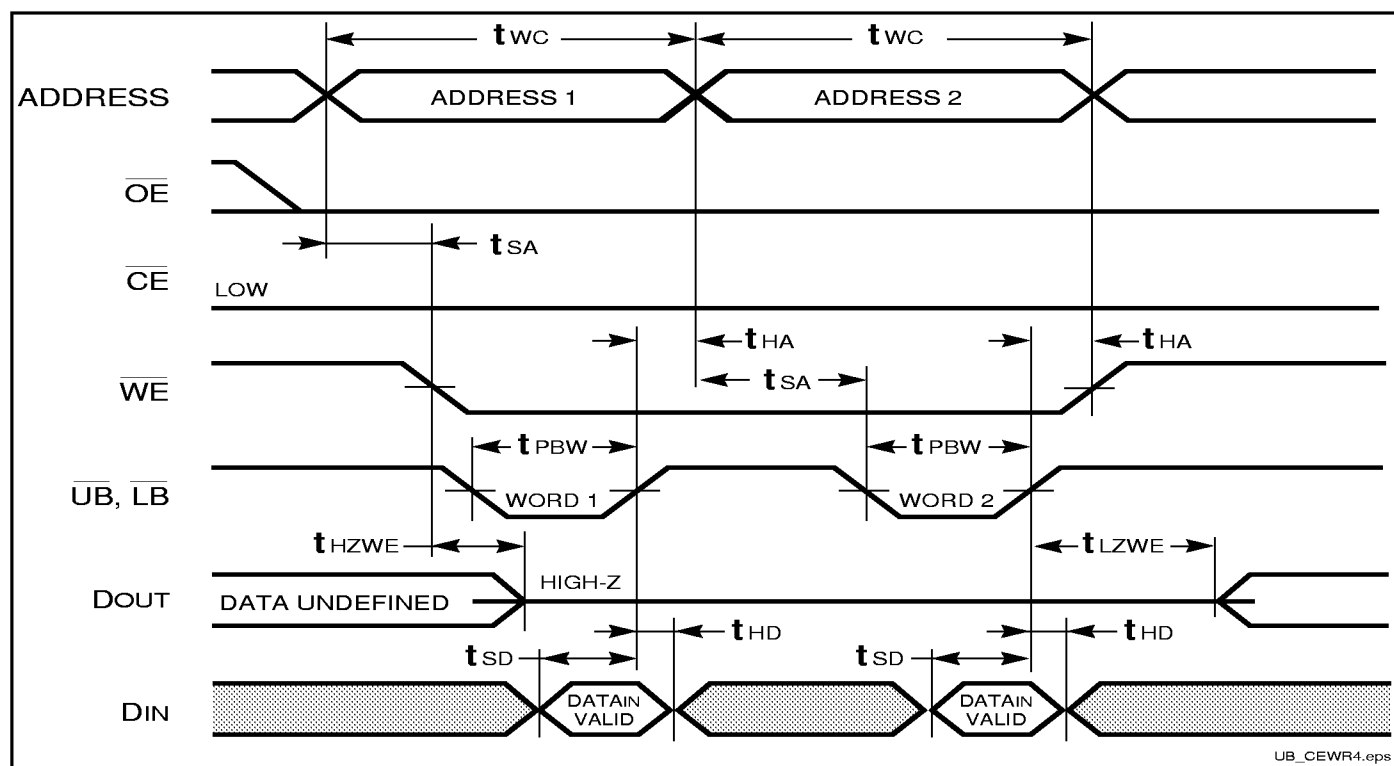 tWC tWC
ADDRESS ADDRESS 1 ADDRESS 2
OE
tSA
CE LOW
tHA tHA
WE tSA
tPBW tPBW
UB, LB WORD 1 WORD 2
tHZWE tLZWE
DOUT DATA UNDEFINED HIGH-Z
tHD tHD
tSD tSD
DIN DATAIN VALID DATAIN VALID
UB_CEWR4.eps